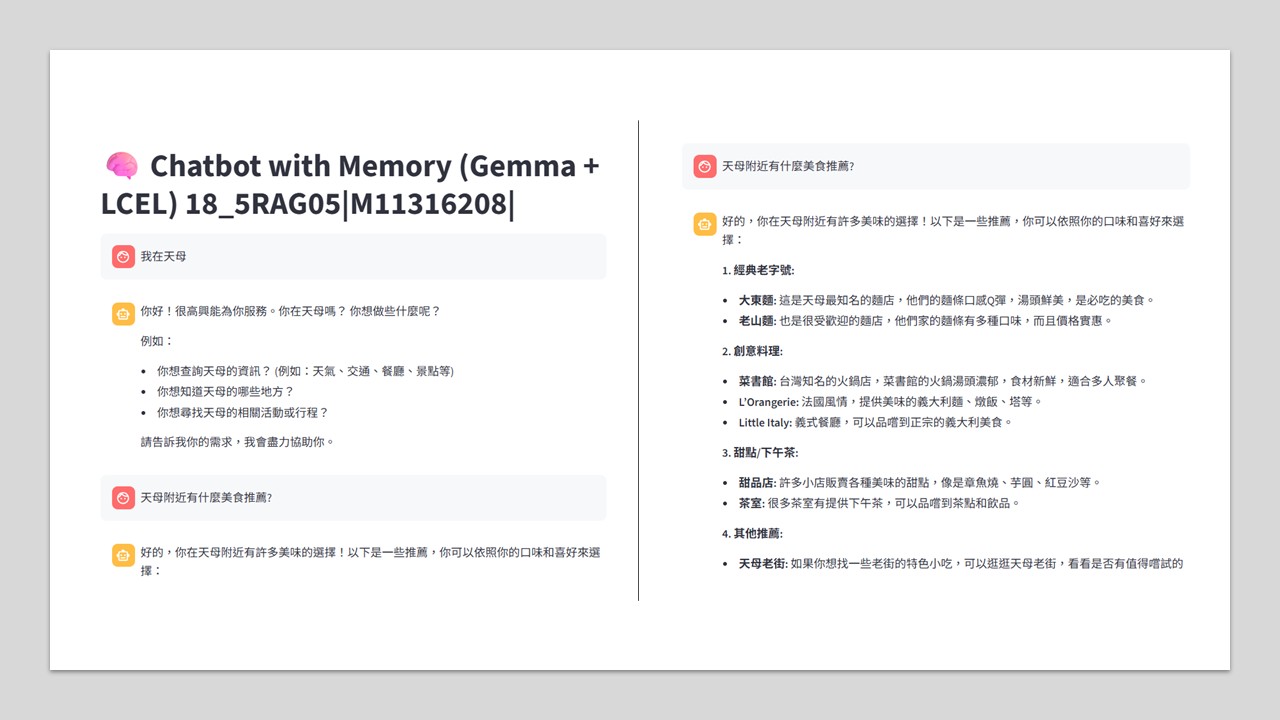 Chatbot with Memory (Gemma +
LCEL) 18_5RAG05|M11316208|
我在天母
你好！很高興能為你服務。你在天母嗎？ 你想做些什麼呢？
例如：
• 你想查詢天母的資訊？ (例如：天氣、交通、餐廳、景點等)
• 你想知道天母的哪些地方？
• 你想尋找天母的相關活動或行程？
請告訴我你的需求，我會盡力協助你。
天母附近有什麼美食推薦?
好的，你在天母附近有許多美味的選擇！以下是一些推薦，你可以依照你的口味和喜好來選
擇：
天母附近有什麼美食推薦?
好的，你在天母附近有許多美味的選擇！以下是一些推薦，你可以依照你的口味和喜好來選
擇：
1. 經典老字號:
• 大東麵: 這是天母最知名的麵店，他們的麵條口感Q彈，湯頭鮮美，是必吃的美食。
• 老山麵: 也是很受歡迎的麵店，他們家的麵條有多種口味，而且價格實惠。
2. 創意料理:
• 菜書館: 台灣知名的火鍋店，菜書館的火鍋湯頭濃郁，食材新鮮，適合多人聚餐。
• L'Orangerie: 法國風情，提供美味的義大利麵、燉飯、塔等。
• Little Italy: 義式餐廳，可以品嚐到正宗的義大利美食。
3. 甜點/下午茶:
• 甜品店: 許多小店販賣各種美味的甜點，像是章魚燒、芋圓、紅豆沙等。
• 茶室: 很多茶室有提供下午茶，可以品嚐到茶點和飲品。
4. 其他推薦:
• 天母老街: 如果你想找一些老街的特色小吃，可以逛逛天母老街，看看是否有值得嚐試的